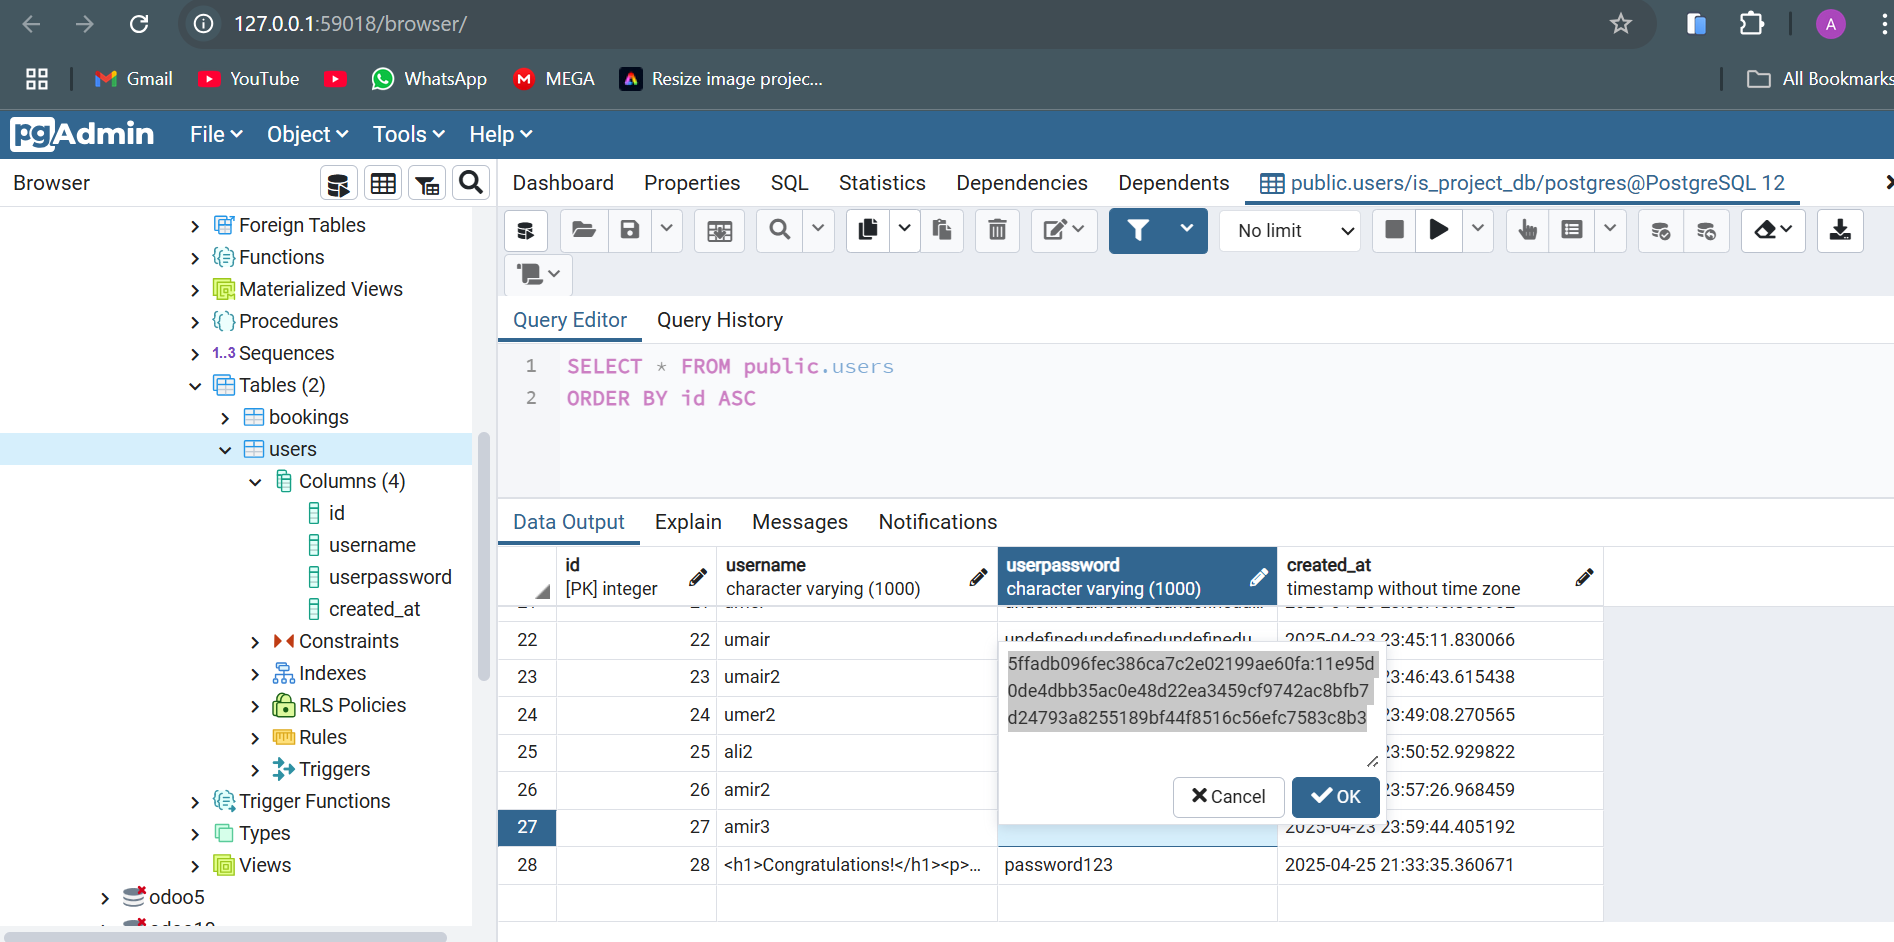 127.0.0.1:59018/browser/
A
Gmail
YouTube
WhatsApp
MEGA
Resize image projec...
All Bookmarks
pgAdmin
File
Object
Tools
Help
Browser
Dashboard
Properties
SQL
Statistics
Dependencies
Dependents
public.users/is_project_db/postgres@PostgreSQL 12
No limit
Foreign Tables
Functions
Materialized Views
Procedures
1..3 Sequences
Tables (2)
bookings
users
Columns (4)
id
username
userpassword
created_at
Constraints
Indexes
RLS Policies
Rules
Triggers
Trigger Functions
Types
Views
odoo5
Query Editor
Query History
1 SELECT * FROM public.users
2 ORDER BY id ASC
Data Output
Explain
Messages
Notifications
id
[PK] integer
username
character varying (1000)
userpassword
character varying (1000)
created_at
timestamp without time zone
22 22 umair undefinedundefinedundefinedu... 2025-04-23 23:45:11.830066
23 23 umair2 23:46:43.615438
24 24 umer2 23:49:08.270565
25 25 ali2 23:50:52.929822
26 26 amir2 23:57:26.968459
27 27 amir3 2025-04-23 23:59:44.405192
28 28 <h1>Congratulations!</h1><p>... password123 2025-04-25 21:33:35.360671
5ffadb096fec386ca7c2e02199ae60fa:11e95d
0de4dbb35ac0e48d22ea3459cf9742ac8bfb7
d24793a8255189bf44f8516c56efc7583c8b3
Cancel
OK